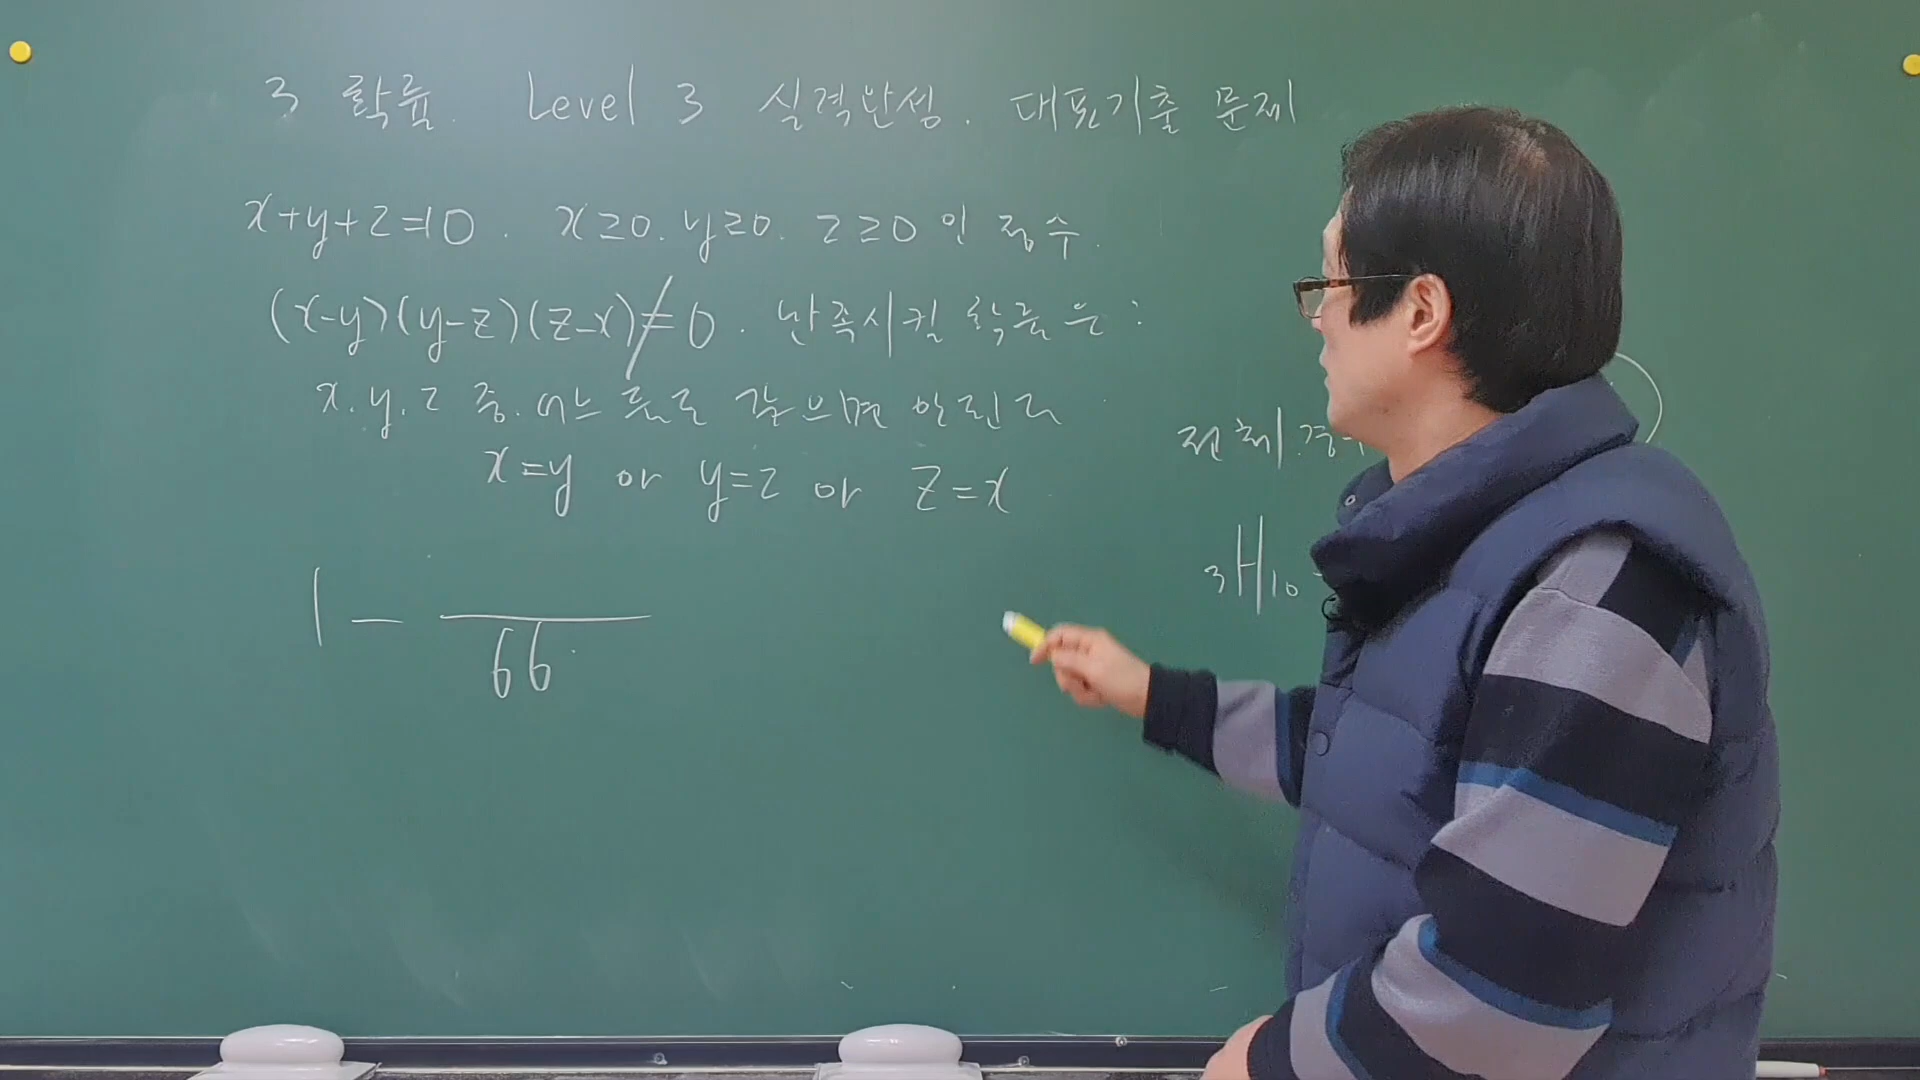 3 확률. Level 3 실력완성. 대표기출 문제
x+y+z=10. x≥0. y≥0. z≥0 인 정수.
(x-y)(y-z)(z-x)≠0. 만족시킬 확률은?
x.y.z 중. 어느 둘도 같으면 안된다
x=y or y=z or z=x
전체.경
3H10
1 - /66